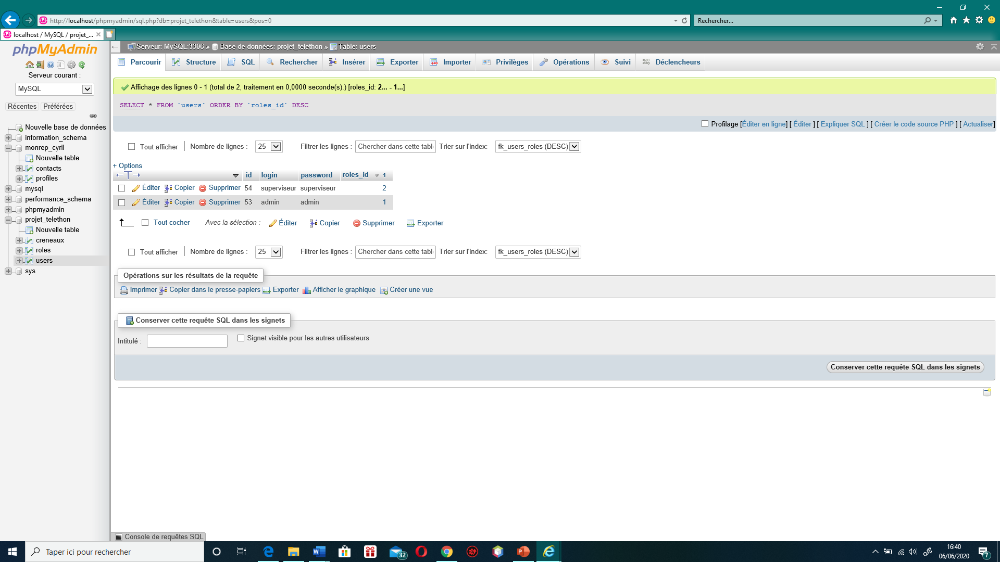 http://localhost/phpmyadmin/sql.php?db=projet_telethon&table=users&pos=0
Rechercher...
localhost / MySQL / projet_...
phpMyAdmin
Serveur courant :
MySQL
Récentes Préférées
Nouvelle base de données
information_schema
monrep_cyril
Nouvelle table
contacts
profiles
mysql
performance_schema
phpmyadmin
projet_telethon
Nouvelle table
creneaux
roles
users
sys
Serveur: MySQL:3306 » Base de données: projet_telethon » Table: users
Parcourir Structure SQL Rechercher Insérer Exporter Importer Privilèges Opérations Suivi Déclencheurs
Affichage des lignes 0 - 1 (total de 2, traitement en 0,0000 seconde(s).) [roles_id: 2... - 1...]
SELECT * FROM `users` ORDER BY `roles_id` DESC
Profilage [Éditer en ligne] [ Éditer ] [ Expliquer SQL ] [ Créer le code source PHP ] [ Actualiser]
Tout afficher Nombre de lignes : 25 Filtrer les lignes : Chercher dans cette tabl Trier sur l'index: fk_users_roles (DESC)
+ Options
id login password roles_id 1
Éditer Copier Supprimer 54 superviseur superviseur 2
Éditer Copier Supprimer 53 admin admin 1
Tout cocher Avec la sélection : Éditer Copier Supprimer Exporter
Tout afficher Nombre de lignes : 25 Filtrer les lignes : Chercher dans cette tabl Trier sur l'index: fk_users_roles (DESC)
Opérations sur les résultats de la requête
Imprimer Copier dans le presse-papiers Exporter Afficher le graphique Créer une vue
Conserver cette requête SQL dans les signets
Intitulé : Signet visible pour les autres utilisateurs
Conserver cette requête SQL dans les signets
Console de requêtes SQL
Taper ici pour rechercher
32
16:40
06/06/2020
7